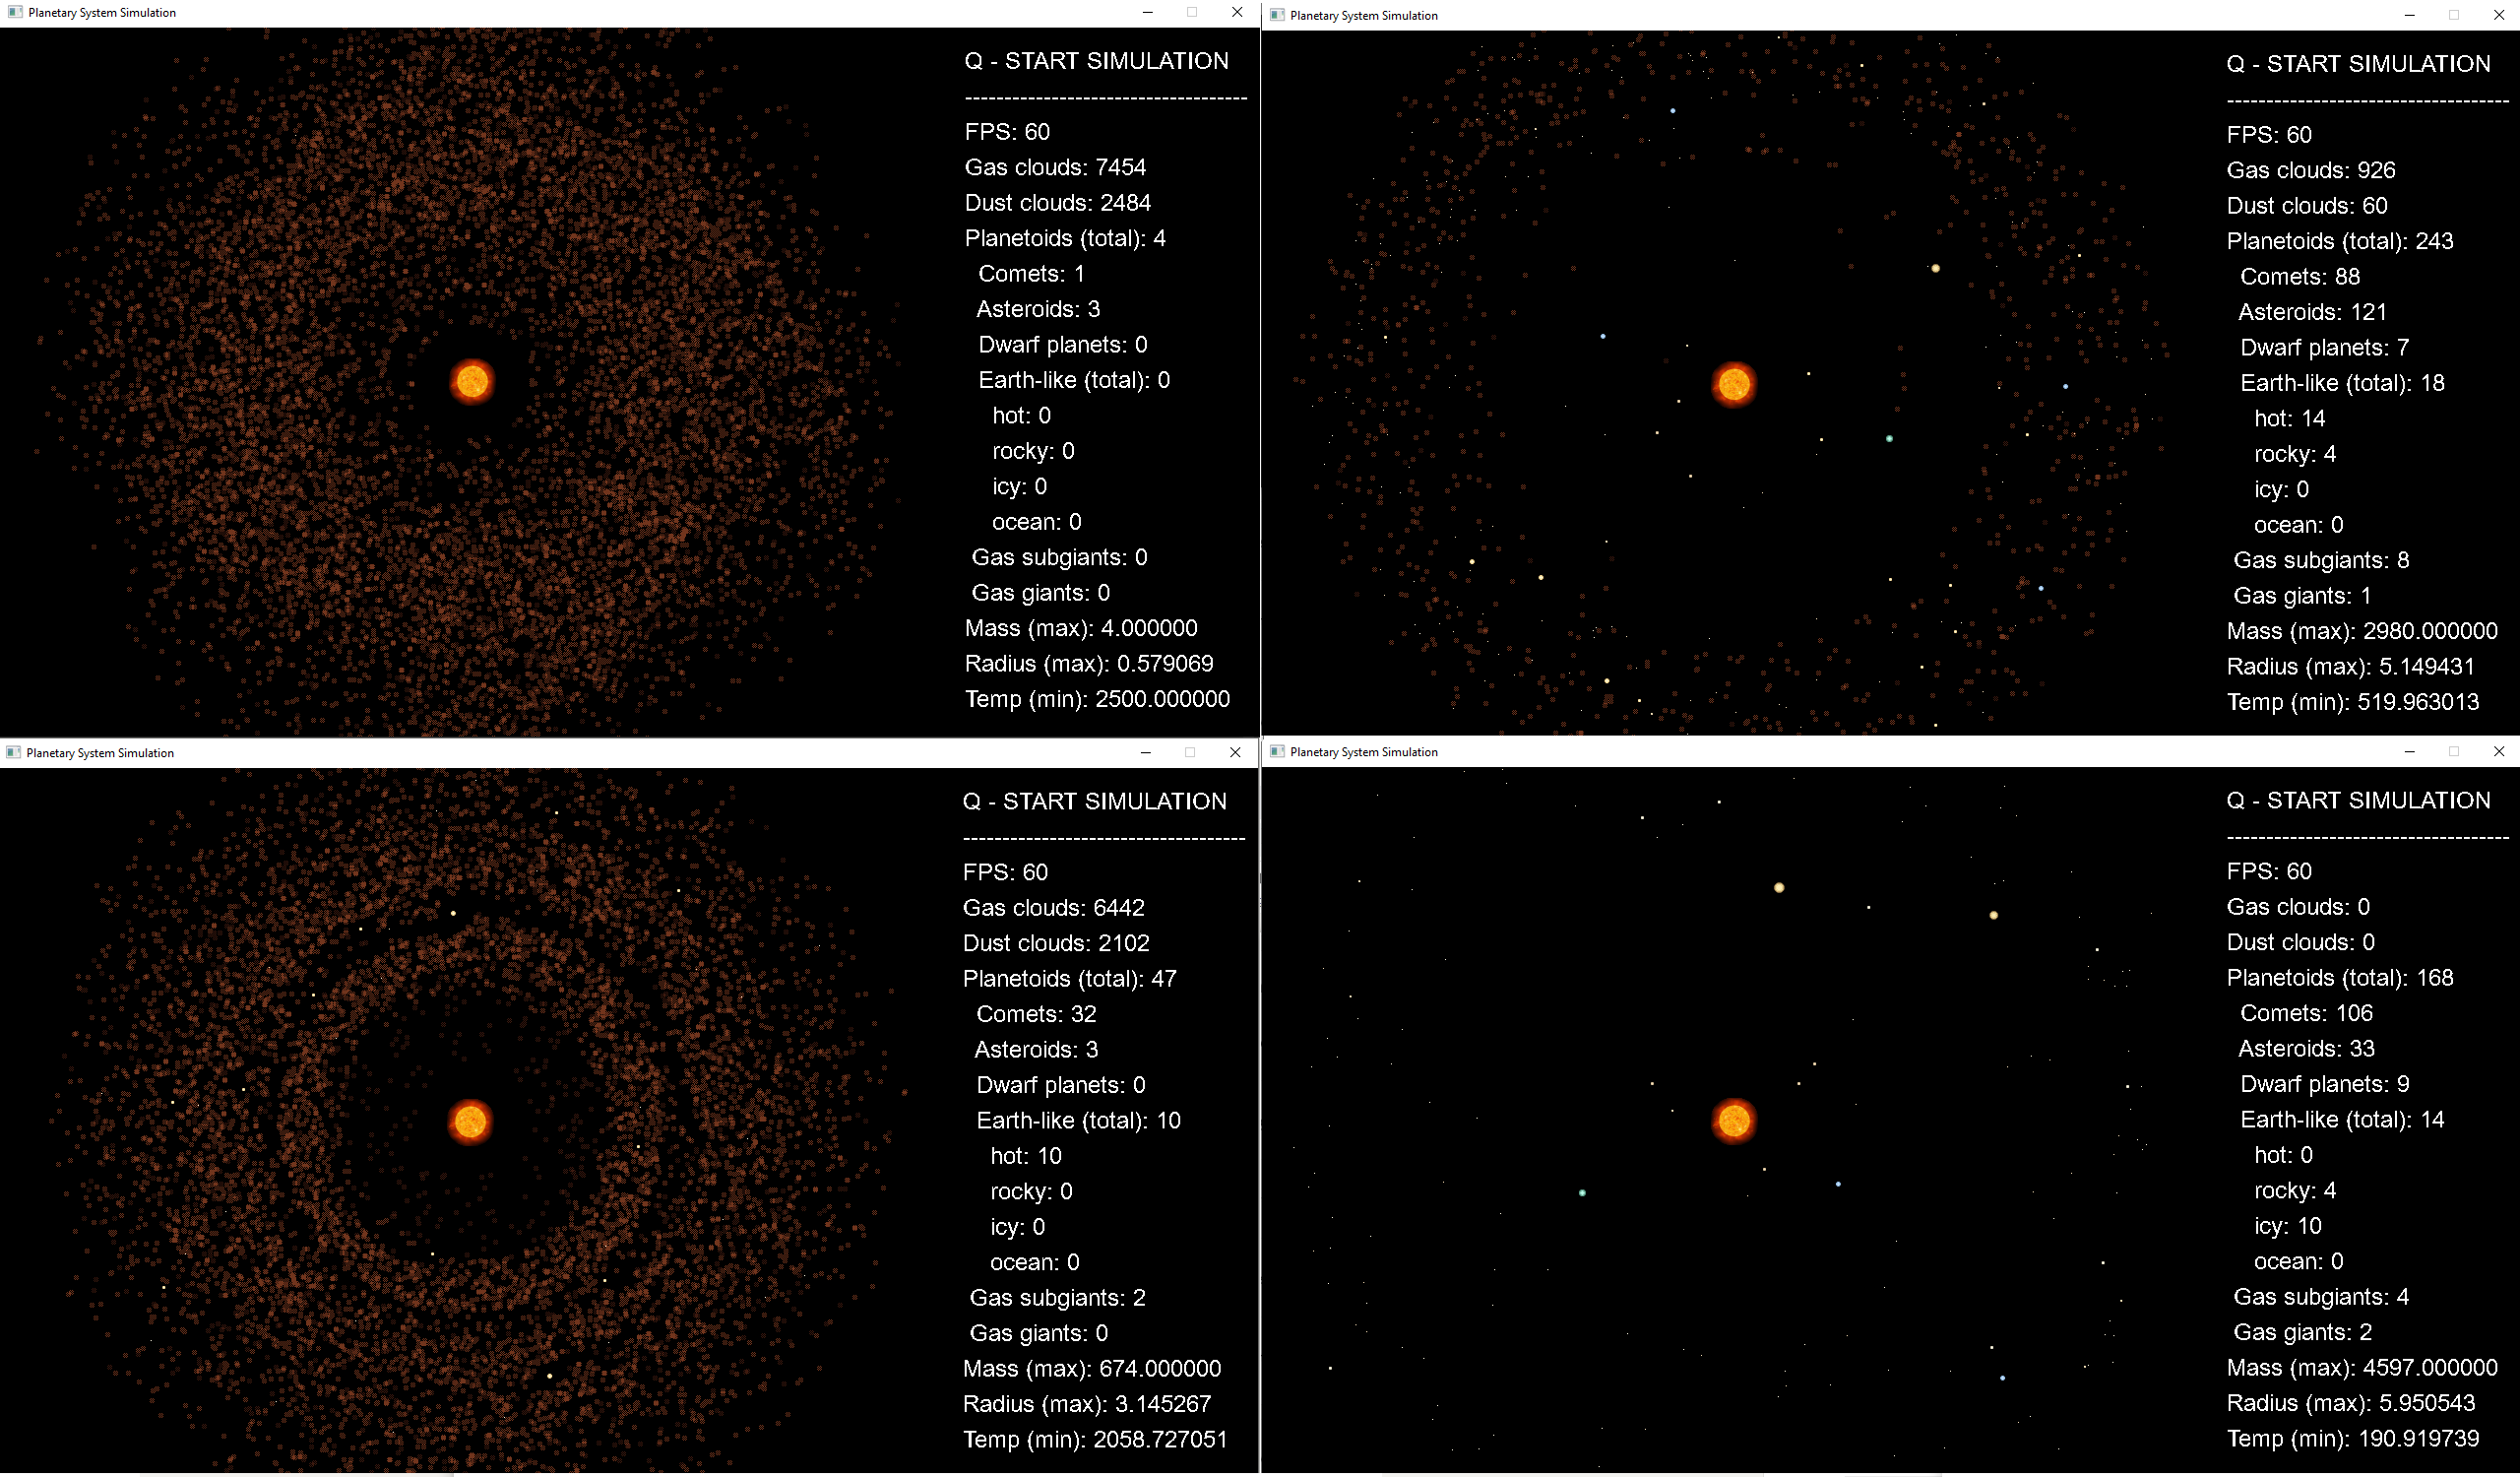 Planetary System Simulation
Q - START SIMULATION
------------------------------------
FPS: 60
Gas clouds: 7454
Dust clouds: 2484
Planetoids (total): 4
Comets: 1
Asteroids: 3
Dwarf planets: 0
Earth-like (total): 0
hot: 0
rocky: 0
icy: 0
ocean: 0
Gas subgiants: 0
Gas giants: 0
Mass (max): 4.000000
Radius (max): 0.579069
Temp (min): 2500.000000
Planetary System Simulation
Q - START SIMULATION
------------------------------------
FPS: 60
Gas clouds: 926
Dust clouds: 60
Planetoids (total): 243
Comets: 88
Asteroids: 121
Dwarf planets: 7
Earth-like (total): 18
hot: 14
rocky: 4
icy: 0
ocean: 0
Gas subgiants: 8
Gas giants: 1
Mass (max): 2980.000000
Radius (max): 5.149431
Temp (min): 519.963013
Planetary System Simulation
Q - START SIMULATION
------------------------------------
FPS: 60
Gas clouds: 6442
Dust clouds: 2102
Planetoids (total): 47
Comets: 32
Asteroids: 3
Dwarf planets: 0
Earth-like (total): 10
hot: 10
rocky: 0
icy: 0
ocean: 0
Gas subgiants: 2
Gas giants: 0
Mass (max): 674.000000
Radius (max): 3.145267
Temp (min): 2058.727051
Planetary System Simulation
Q - START SIMULATION
------------------------------------
FPS: 60
Gas clouds: 0
Dust clouds: 0
Planetoids (total): 168
Comets: 106
Asteroids: 33
Dwarf planets: 9
Earth-like (total): 14
hot: 0
rocky: 4
icy: 10
ocean: 0
Gas subgiants: 4
Gas giants: 2
Mass (max): 4597.000000
Radius (max): 5.950543
Temp (min): 190.919739